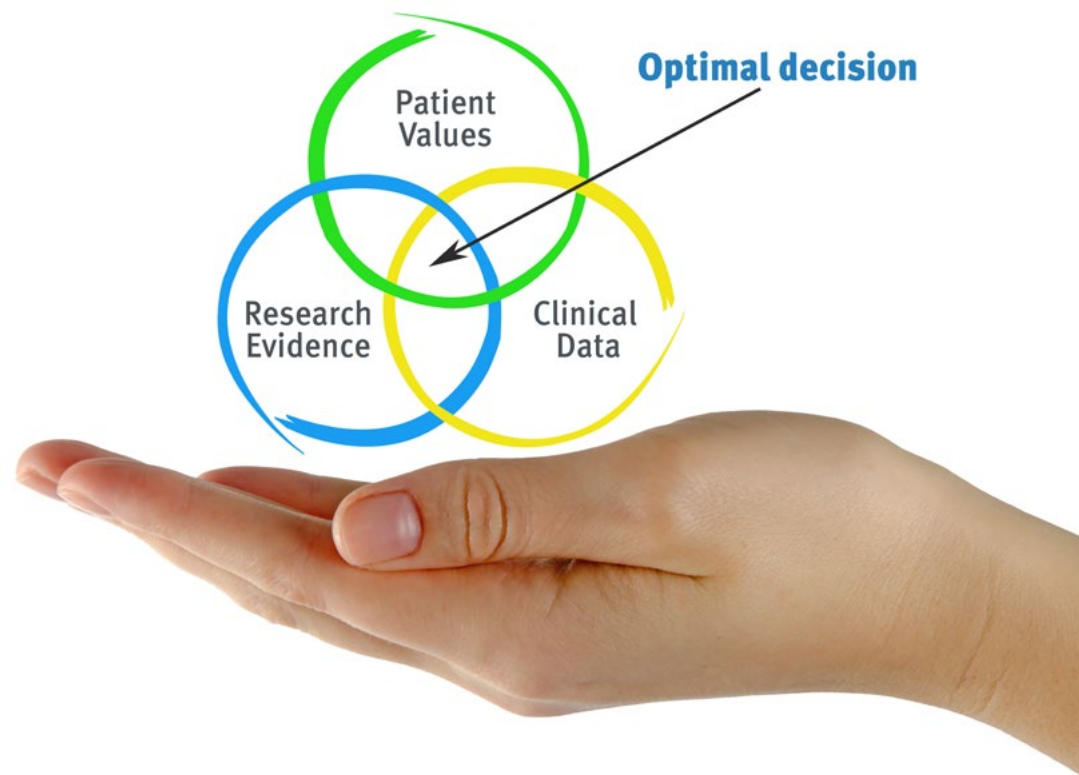 Optimal decision
Patient
Values
Research
Evidence
Clinical
Data